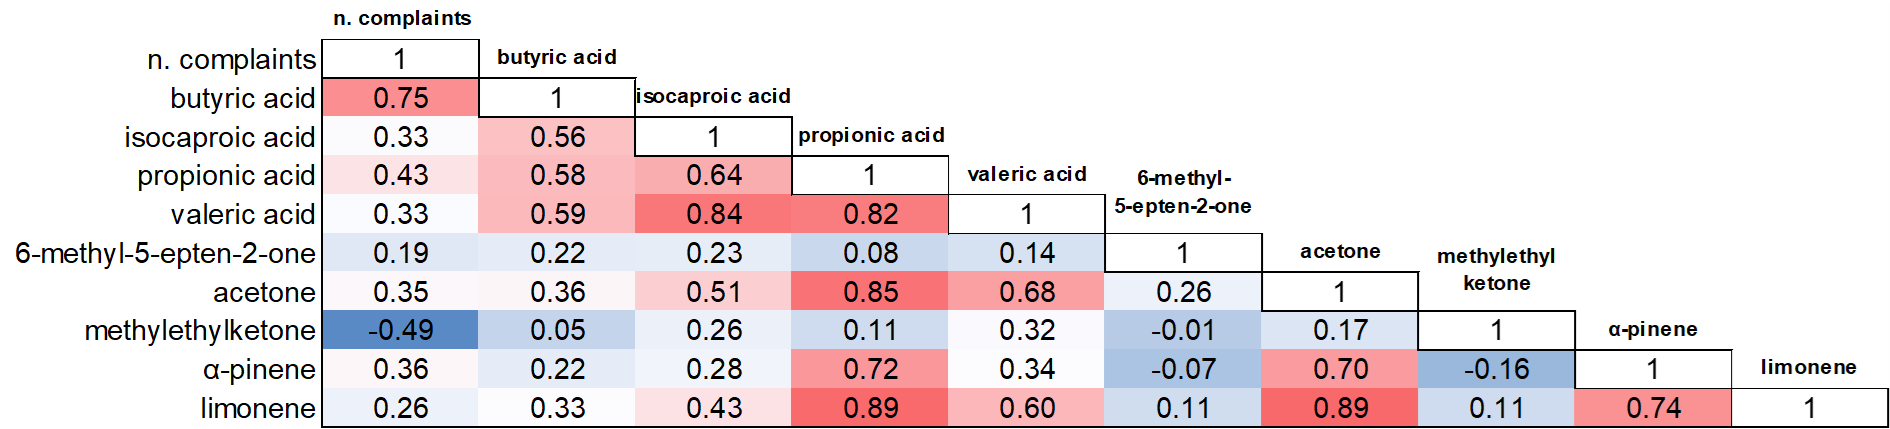 n. complaints
n. complaints 1 butyric acid
butyric acid 0.75 1 isocaproic acid
isocaproic acid 0.33 0.56 1 propionic acid
propionic acid 0.43 0.58 0.64 1 valeric acid 6-methyl-
5-epten-2-one
valeric acid 0.33 0.59 0.84 0.82 1
6-methyl-5-epten-2-one 0.19 0.22 0.23 0.08 0.14 1 acetone methylethyl
ketone
acetone 0.35 0.36 0.51 0.85 0.68 0.26 1
methylethylketone -0.49 0.05 0.26 0.11 0.32 -0.01 0.17 1 α-pinene
α-pinene 0.36 0.22 0.28 0.72 0.34 -0.07 0.70 -0.16 1 limonene
limonene 0.26 0.33 0.43 0.89 0.60 0.11 0.89 0.11 0.74 1